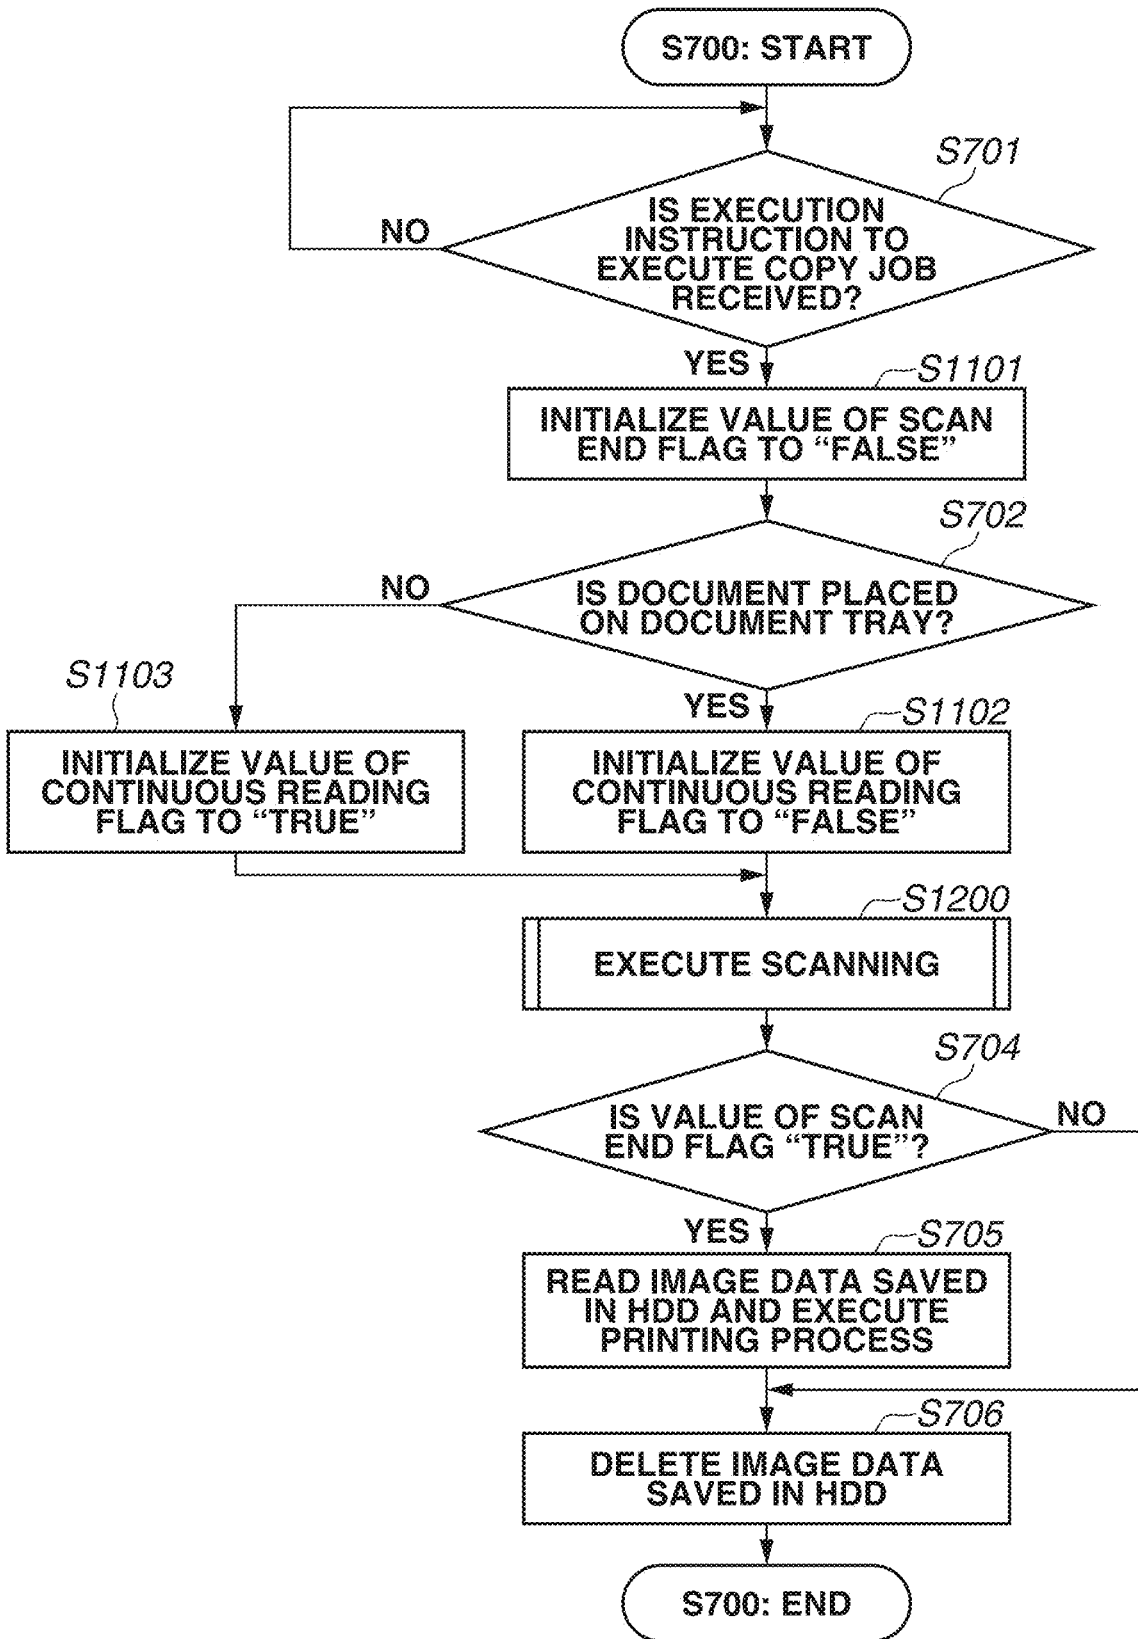 S700: START
S701
IS EXECUTION
INSTRUCTION TO
EXECUTE COPY JOB
RECEIVED?
NO
YES
S1101
INITIALIZE VALUE OF SCAN
END FLAG TO “FALSE”
S702
IS DOCUMENT PLACED
ON DOCUMENT TRAY?
NO
YES
S1103
INITIALIZE VALUE OF
CONTINUOUS READING
FLAG TO “TRUE”
S1102
INITIALIZE VALUE OF
CONTINUOUS READING
FLAG TO “FALSE”
S1200
EXECUTE SCANNING
S704
IS VALUE OF SCAN
END FLAG “TRUE”?
NO
YES
S705
READ IMAGE DATA SAVED
IN HDD AND EXECUTE
PRINTING PROCESS
S706
DELETE IMAGE DATA
SAVED IN HDD
S700: END